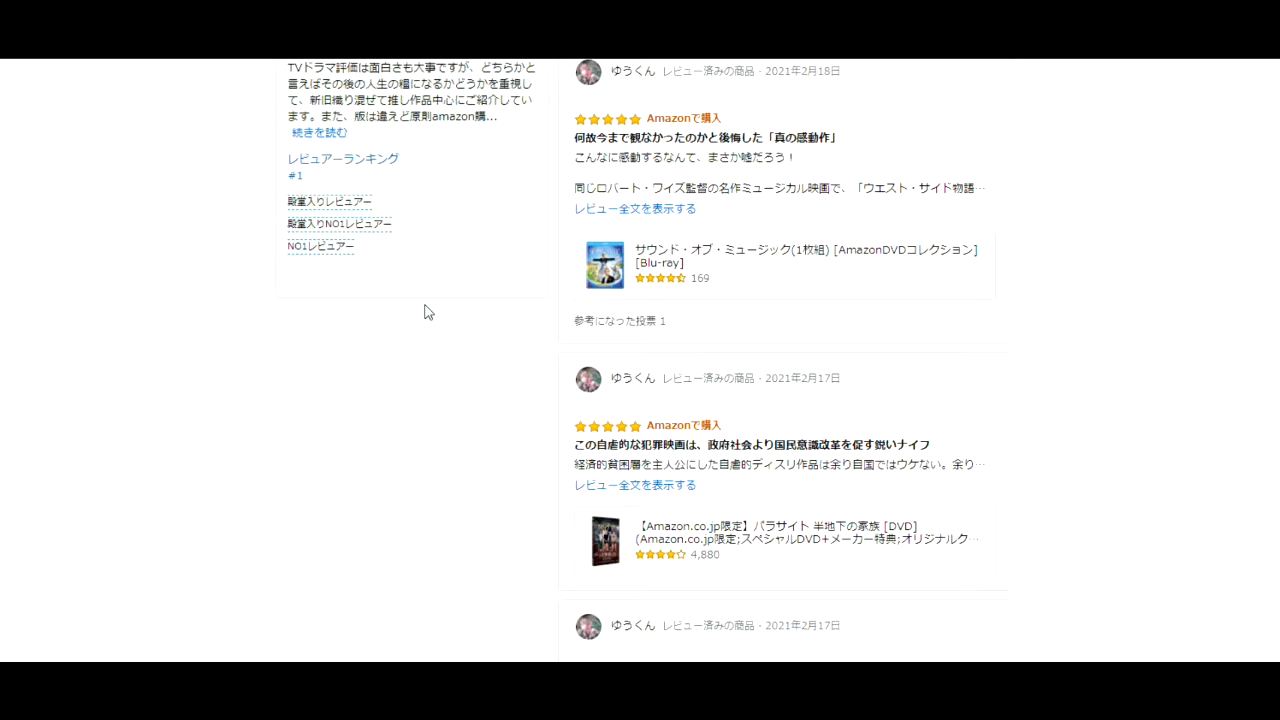 TVドラマ評価は面白さも大事ですが、どちらかと
言えばその後の人生の糧になるかどうかを重視し
て、新旧織り混ぜて推し作品中心にご紹介してい
ます。また、版は違えど原則amazon購...
続きを読む
レビュアーランキング
#1
殿堂入りレビュアー
殿堂入りNO1レビュアー
NO1レビュアー
ゆうくん レビュー済みの商品・2021年2月18日
Amazonで購入
何故今まで観なかったのかと後悔した「真の感動作」
こんなに感動するなんて、まさか嘘だろう！
同じロバート・ワイズ監督の名作ミュージカル映画で、「ウエスト・サイド物語…
レビュー全文を表示する
サウンド・オブ・ミュージック(1枚組) [AmazonDVDコレクション]
[Blu-ray]
169
参考になった投票 1
ゆうくん レビュー済みの商品・2021年2月17日
Amazonで購入
この自虐的な犯罪映画は、政府社会より国民意識改革を促す鋭いナイフ
経済的貧困層を主人公にした自虐的ディスリ作品は余り自国ではウケない。余り…
レビュー全文を表示する
【Amazon.co.jp限定】パラサイト 半地下の家族 [DVD]
(Amazon.co.jp限定;スペシャルDVD+メーカー特典;オリジナルク…
4,880
ゆうくん レビュー済みの商品・2021年2月17日